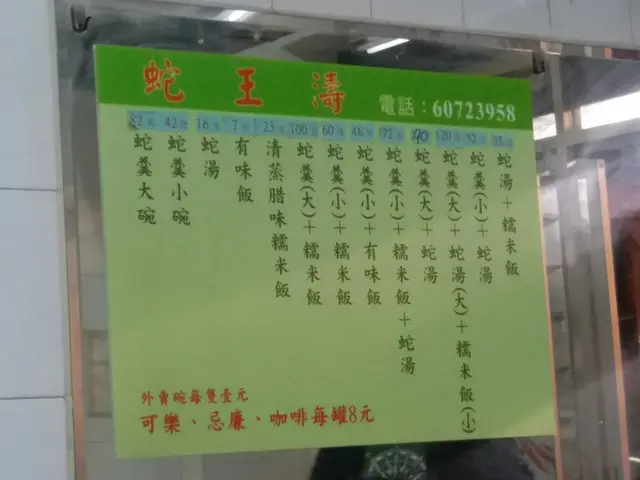 蛇王濤
電話：60723958
82元 蛇羹大碗
42元 蛇羹小碗
16元 蛇湯
7元 有味飯
23元 清蒸腊味糯米飯
100元 蛇羹(大)＋糯米飯
60元 蛇羹(小)＋糯米飯
46元 蛇羹(小)＋有味飯
72元 蛇羹(小)＋糯米飯＋蛇湯
90 蛇羹(大)＋蛇湯
120元 蛇羹(大)＋蛇湯(大)＋糯米飯(小)
52元 蛇羹(小)＋蛇湯
35元 蛇湯＋糯米飯
外賣碗每隻壹元
可樂、忌廉、咖啡每罐8元